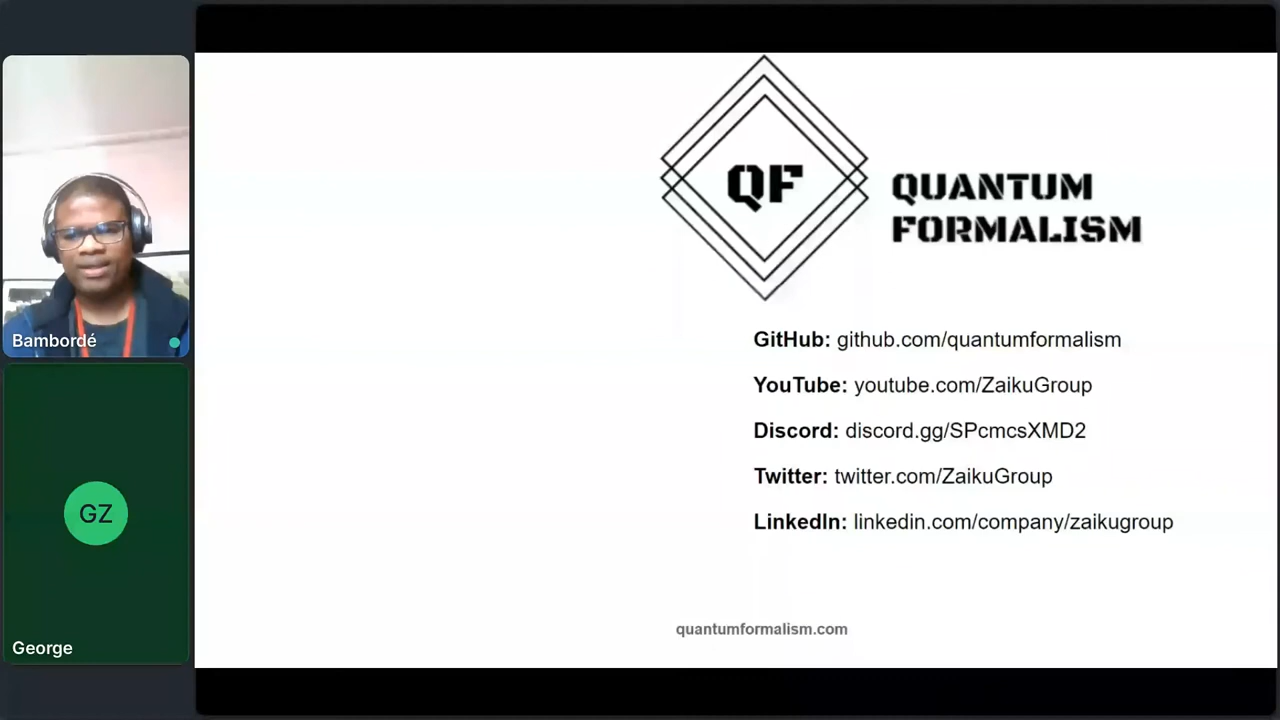 Bambordé
GZ
George
QF
QUANTUM
FORMALISM
GitHub: github.com/quantumformalism
YouTube: youtube.com/ZaikuGroup
Discord: discord.gg/SPcmcsXMD2
Twitter: twitter.com/ZaikuGroup
LinkedIn: linkedin.com/company/zaikugroup
quantumformalism.com